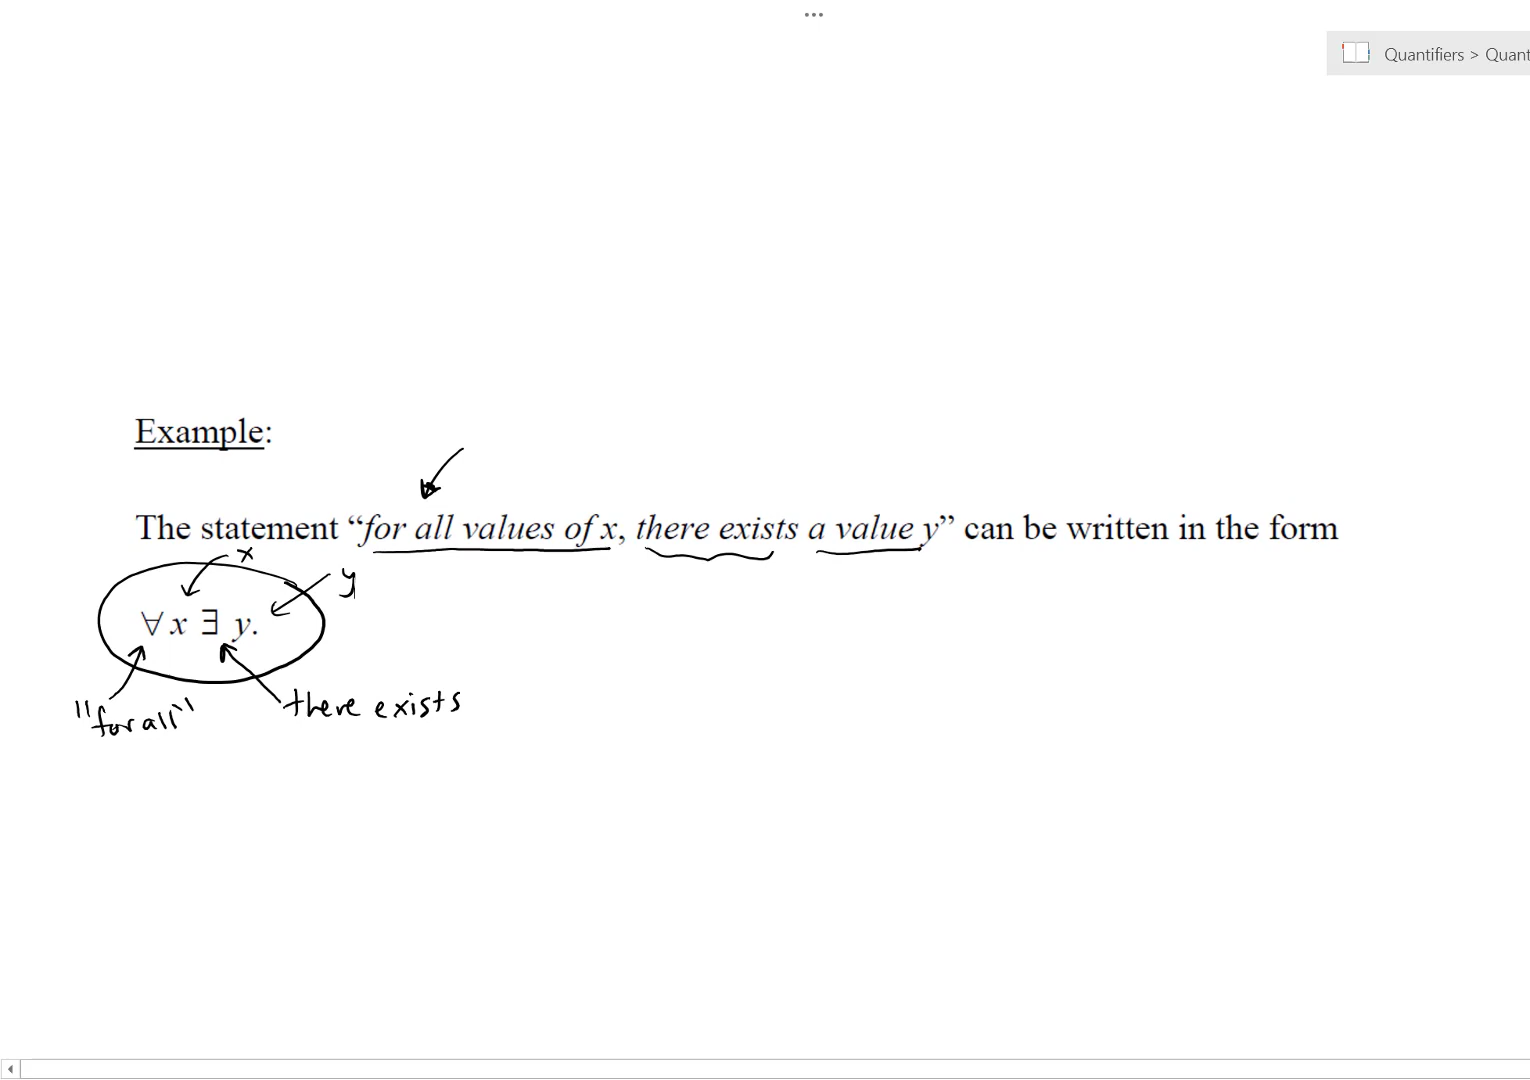 Quantifiers > Quant
Example:
The statement “for all values of x, there exists a value y” can be written in the form
x
y
∀ x ∃ y.
"for all"
there exists